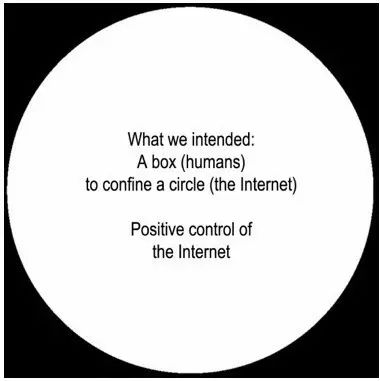 What we intended:
A box (humans)
to confine a circle (the Internet)
Positive control of
the Internet